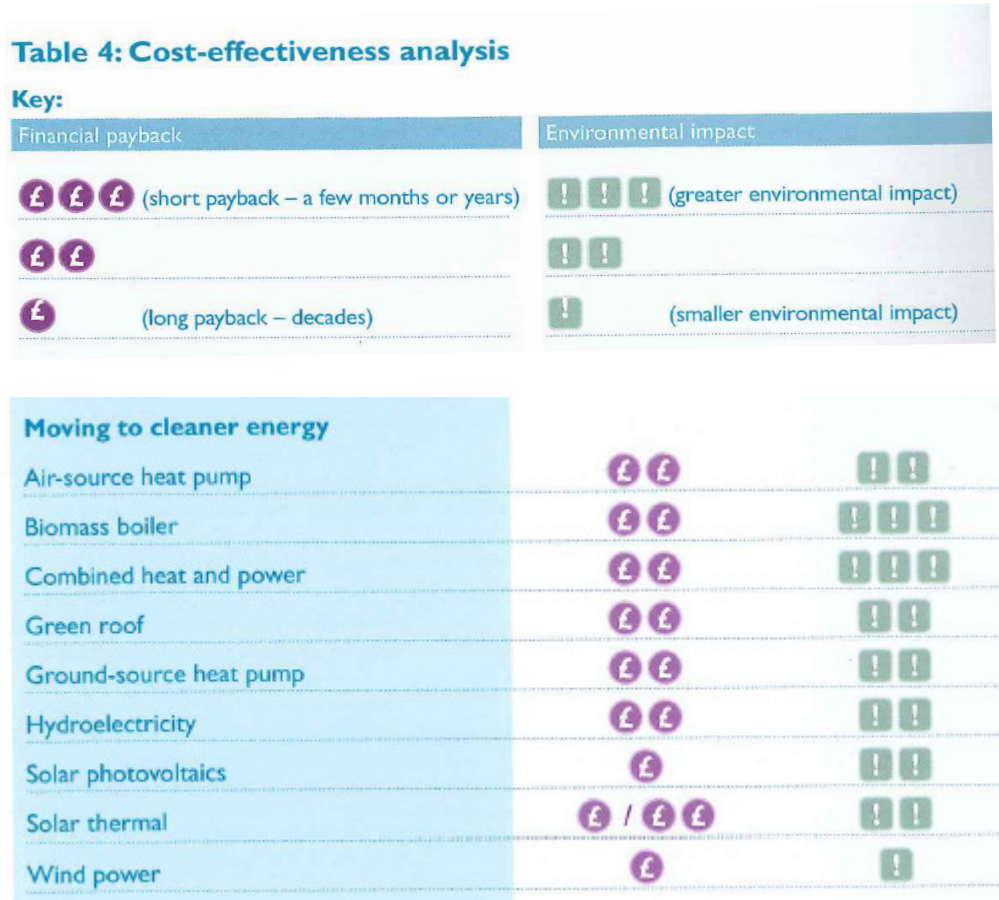 Table 4: Cost-effectiveness analysis
Key:
Financial payback
Environmental impact
£ £ £ (short payback – a few months or years)
! ! ! (greater environmental impact)
£ £
! !
£ (long payback – decades)
! (smaller environmental impact)
Moving to cleaner energy
Air-source heat pump £ £ ! !
Biomass boiler £ £ ! ! !
Combined heat and power £ £ ! ! !
Green roof £ £ ! !
Ground-source heat pump £ £ ! !
Hydroelectricity £ £ ! !
Solar photovoltaics £ ! !
Solar thermal £ / £ £ ! !
Wind power £ !